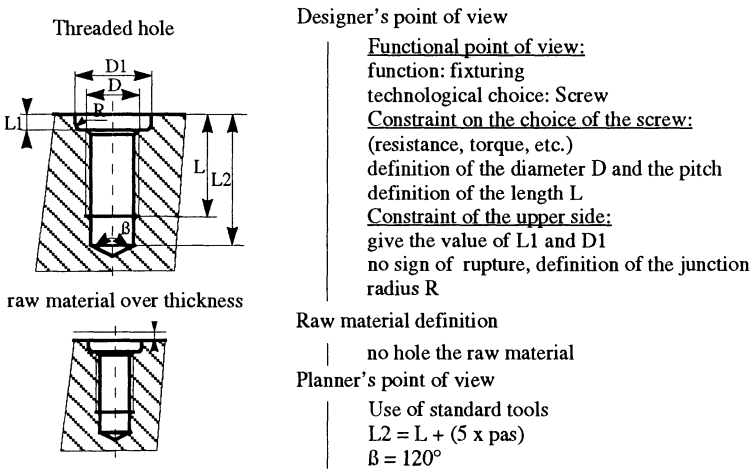 Threaded hole
D1
D
R
L1
L
L2
ß
raw material over thickness
Designer's point of view
Functional point of view:
function: fixturing
technological choice: Screw
Constraint on the choice of the screw:
(resistance, torque, etc.)
definition of the diameter D and the pitch
definition of the length L
Constraint of the upper side:
give the value of L1 and D1
no sign of rupture, definition of the junction
radius R
Raw material definition
no hole the raw material
Planner's point of view
Use of standard tools
L2 = L + (5 x pas)
ß = 120°